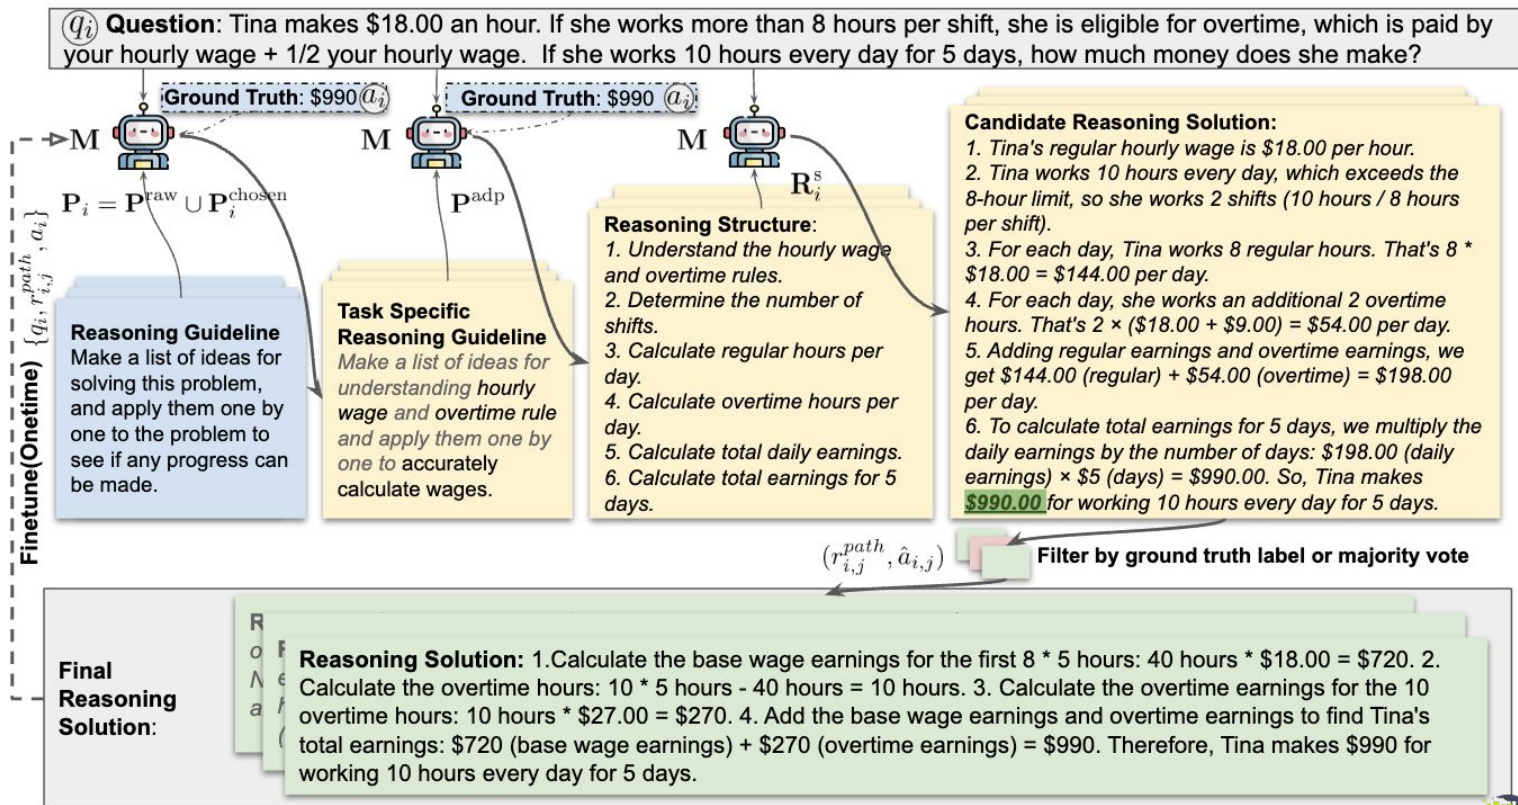 qi Question: Tina makes $18.00 an hour. If she works more than 8 hours per shift, she is eligible for overtime, which is paid by
your hourly wage + 1/2 your hourly wage. If she works 10 hours every day for 5 days, how much money does she make?
Ground Truth: $990 ai
Ground Truth: $990 ai
M
M
M
P_i = P^raw ∪ P_i^chosen
P^adp
R_i^s
Finetune(Onetime) {q_i, r_{i,j}^{path}, a_i}
Reasoning Guideline
Make a list of ideas for
solving this problem,
and apply them one by
one to the problem to
see if any progress can
be made.
Task Specific
Reasoning Guideline
Make a list of ideas for
understanding hourly
wage and overtime rule
and apply them one by
one to accurately
calculate wages.
Reasoning Structure:
1. Understand the hourly wage
and overtime rules.
2. Determine the number of
shifts.
3. Calculate regular hours per
day.
4. Calculate overtime hours per
day.
5. Calculate total daily earnings.
6. Calculate total earnings for 5
days.
Candidate Reasoning Solution:
1. Tina's regular hourly wage is $18.00 per hour.
2. Tina works 10 hours every day, which exceeds the
8-hour limit, so she works 2 shifts (10 hours / 8 hours
per shift).
3. For each day, Tina works 8 regular hours. That's 8 *
$18.00 = $144.00 per day.
4. For each day, she works an additional 2 overtime
hours. That's 2 × ($18.00 + $9.00) = $54.00 per day.
5. Adding regular earnings and overtime earnings, we
get $144.00 (regular) + $54.00 (overtime) = $198.00
per day.
6. To calculate total earnings for 5 days, we multiply the
daily earnings by the number of days: $198.00 (daily
earnings) × $5 (days) = $990.00. So, Tina makes
$990.00 for working 10 hours every day for 5 days.
(r_{i,j}^{path}, â_{i,j})
Filter by ground truth label or majority vote
Final
Reasoning
Solution:
Reasoning Solution: 1.Calculate the base wage earnings for the first 8 * 5 hours: 40 hours * $18.00 = $720. 2.
Calculate the overtime hours: 10 * 5 hours - 40 hours = 10 hours. 3. Calculate the overtime earnings for the 10
overtime hours: 10 hours * $27.00 = $270. 4. Add the base wage earnings and overtime earnings to find Tina's
total earnings: $720 (base wage earnings) + $270 (overtime earnings) = $990. Therefore, Tina makes $990 for
working 10 hours every day for 5 days.